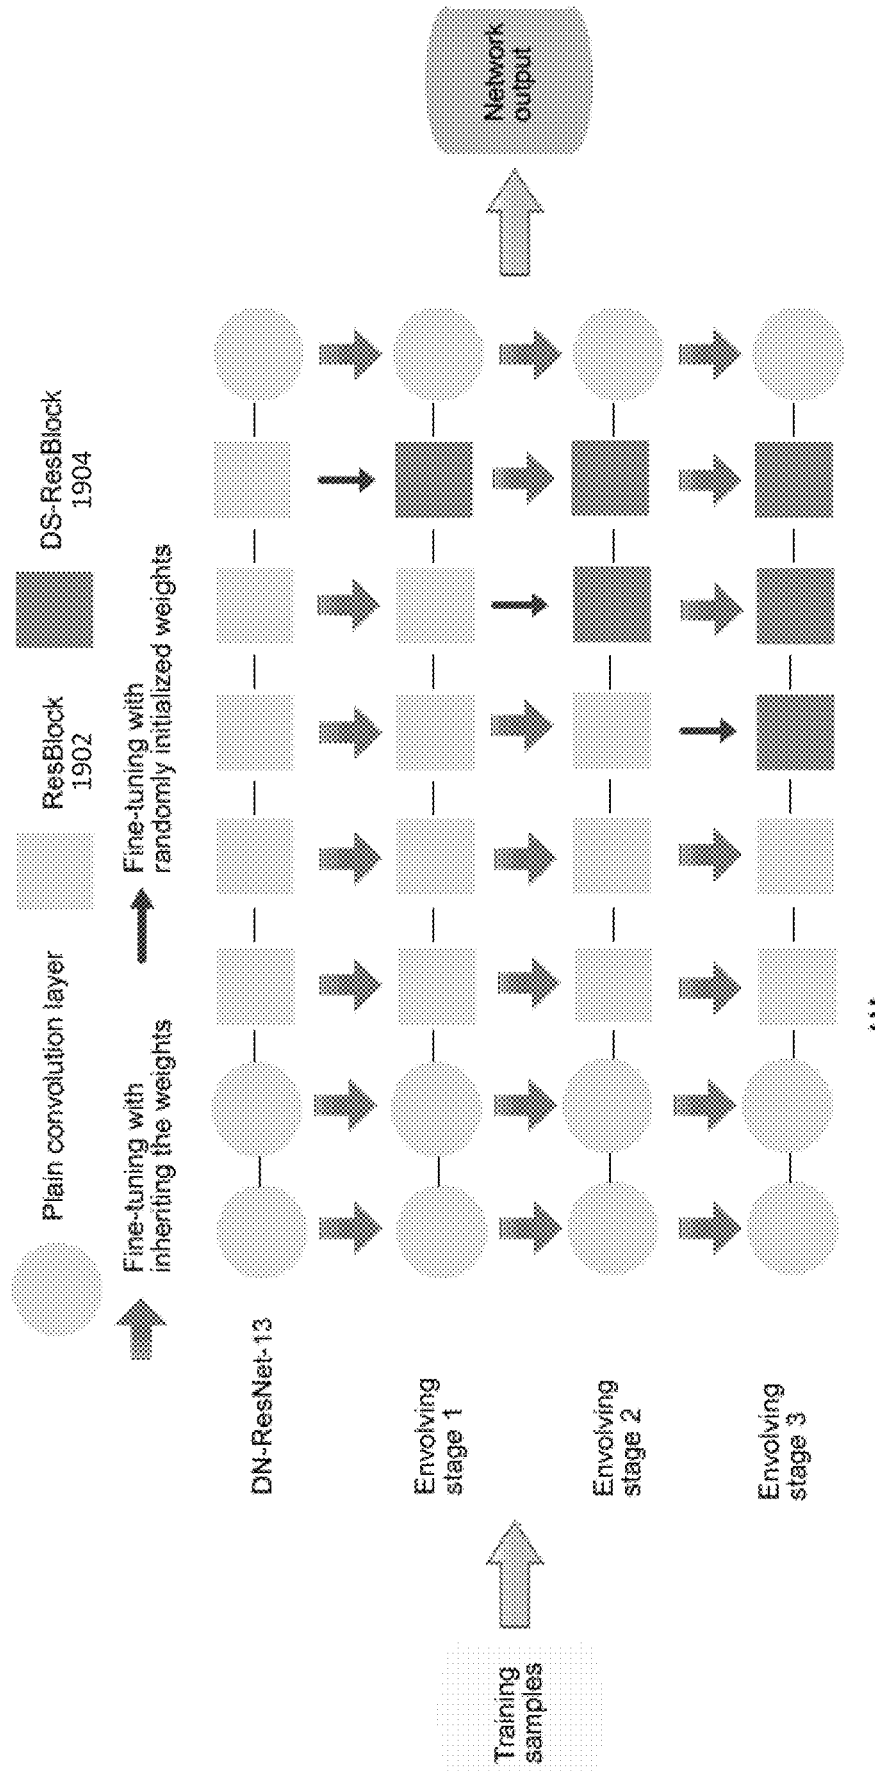 Plain convolution layer
ResBlock
1902
DS-ResBlock
1904
Fine-tuning with
inheriting the weights
Fine-tuning with
randomly initialized weights
DN-ResNet-13
Envolving
stage 1
Envolving
stage 2
Envolving
stage 3
Training
samples
Network
output